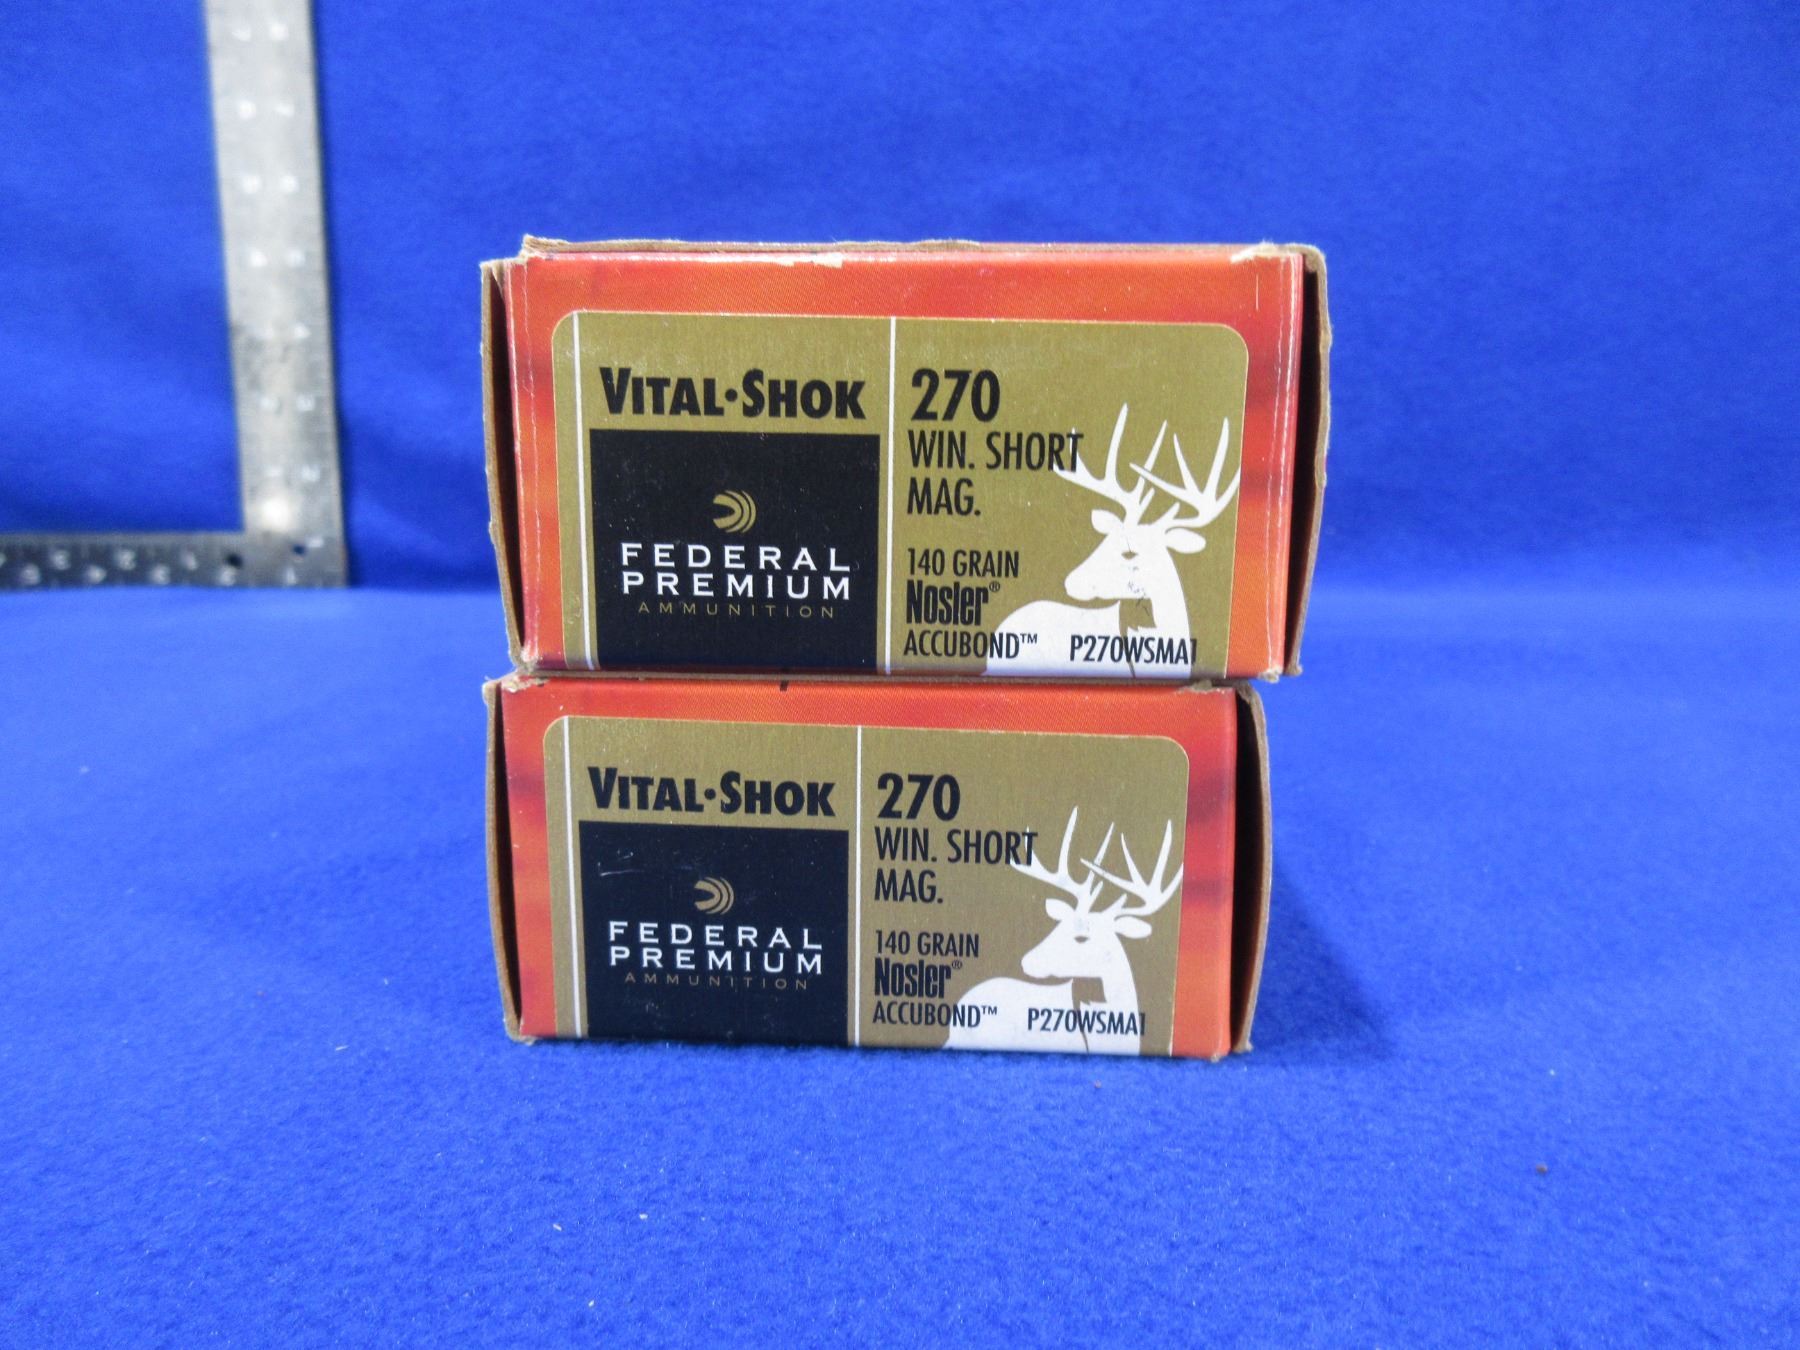 VITAL•SHOK
FEDERAL
PREMIUM
AMMUNITION
270
WIN. SHORT
MAG.
140 GRAIN
Nosler®
ACCUBOND™ P270WSMA1
VITAL•SHOK
FEDERAL
PREMIUM
AMMUNITION
270
WIN. SHORT
MAG.
140 GRAIN
Nosler®
ACCUBOND™ P270WSMA1